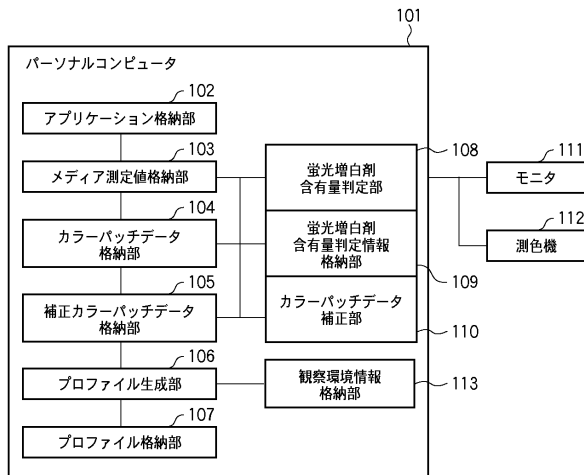 101
パーソナルコンピュータ
102
アプリケーション格納部
103
メディア測定値格納部
104
カラーパッチデータ
格納部
105
補正カラーパッチデータ
格納部
106
プロファイル生成部
107
プロファイル格納部
108
蛍光増白剤
含有量判定部
蛍光増白剤
含有量判定情報
格納部
109
カラーパッチデータ
補正部
110
観察環境情報
格納部
113
111
モニタ
112
測色機